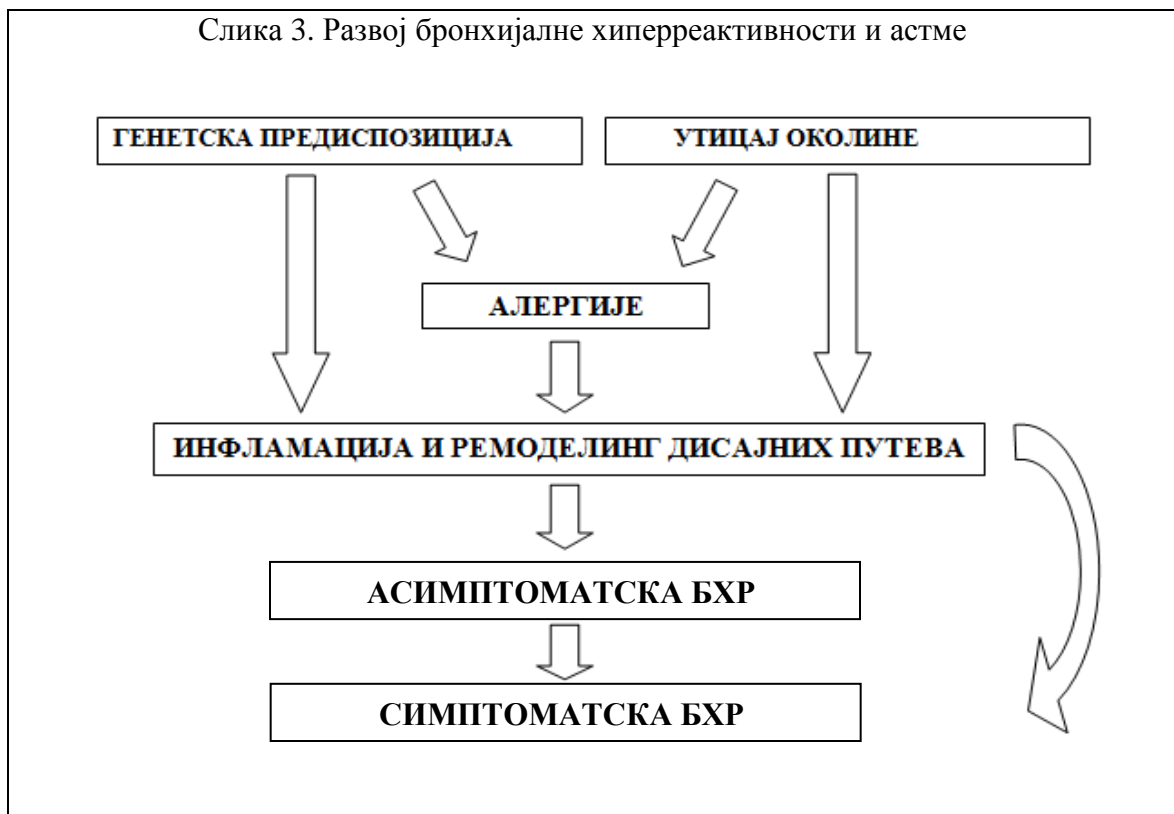 Слика 3. Развој бронхијалне хиперреактивности и астме
ГЕНЕТСКА ПРЕДИСПОЗИЦИЈА
УТИЦАЈ ОКОЛИНЕ
АЛЕРГИЈЕ
ИНФЛАМАЦИЈА И РЕМОДЕЛИНГ ДИСАЈНИХ ПУТЕВА
АСИМПТОМАТСКА БХР
СИМПТОМАТСКА БХР